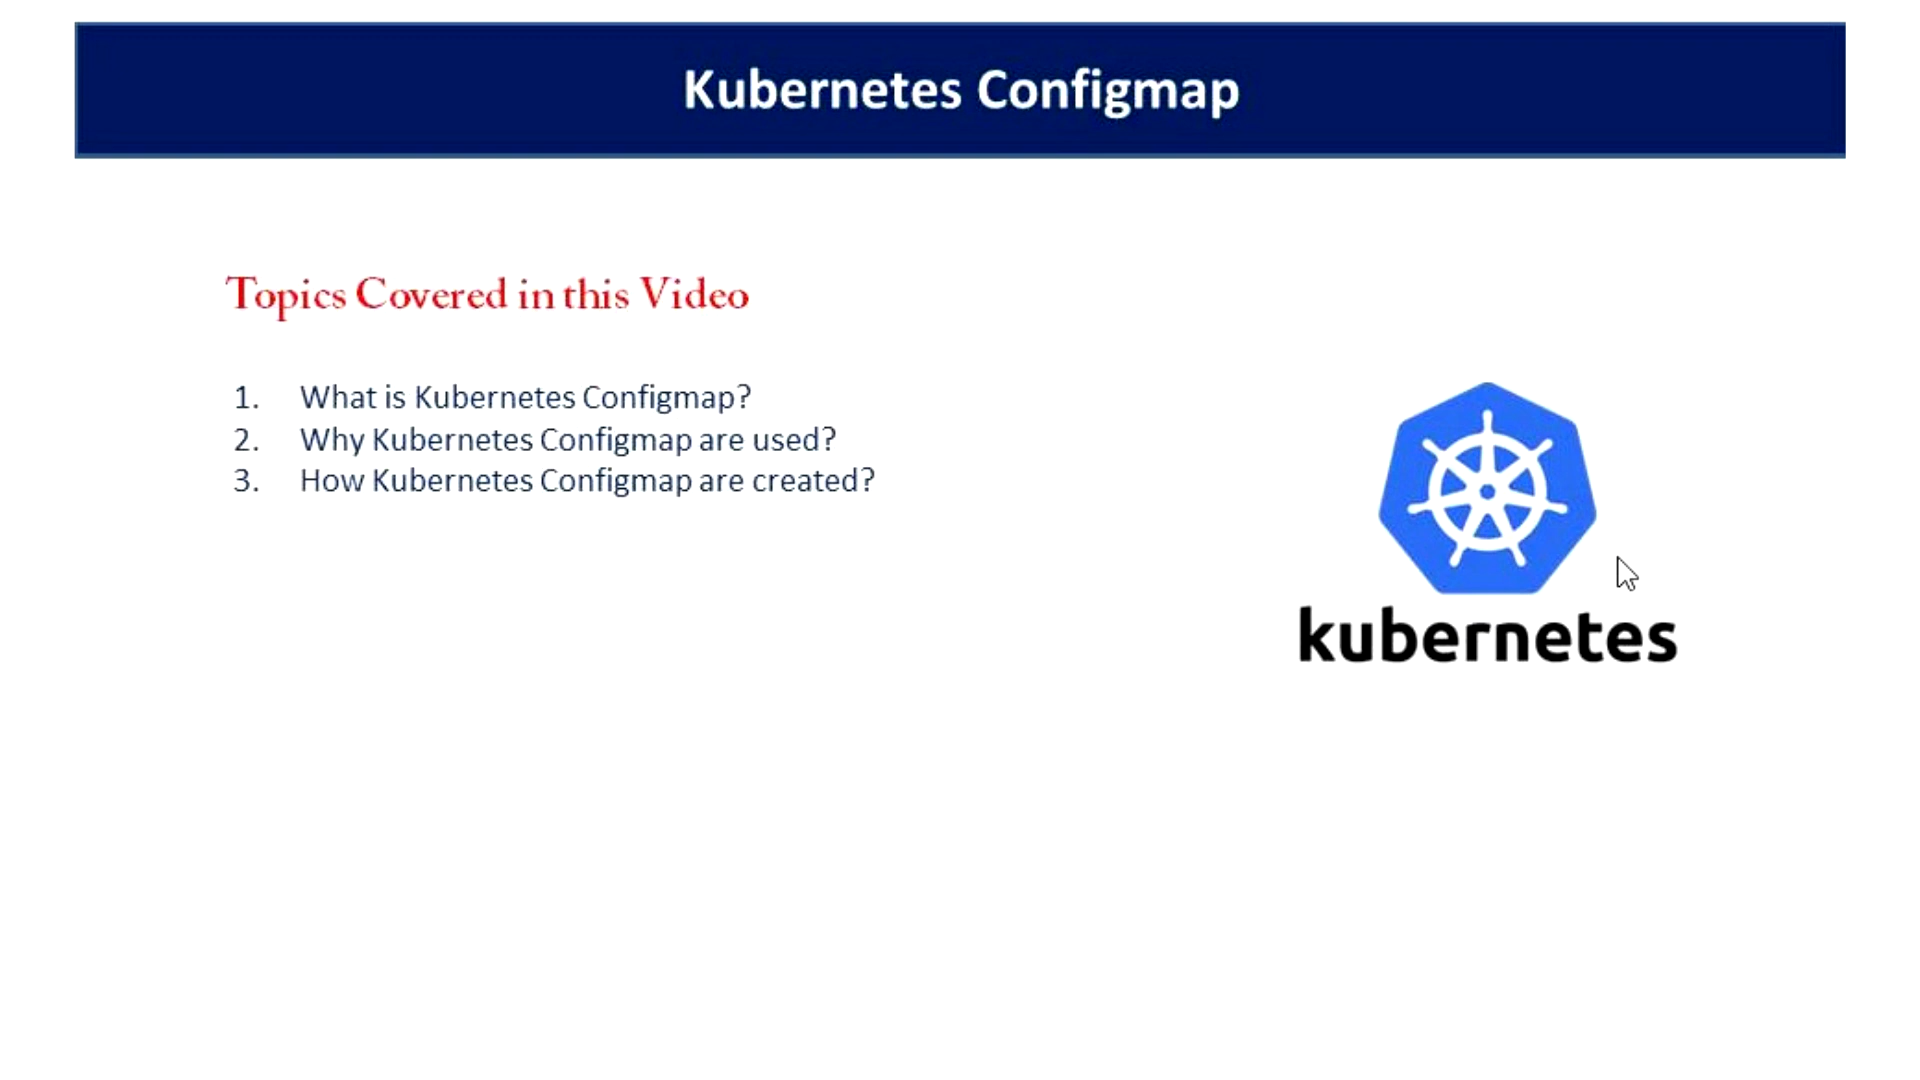 Kubernetes Configmap
Topics Covered in this Video
1. What is Kubernetes Configmap?
2. Why Kubernetes Configmap are used?
3. How Kubernetes Configmap are created?
kubernetes